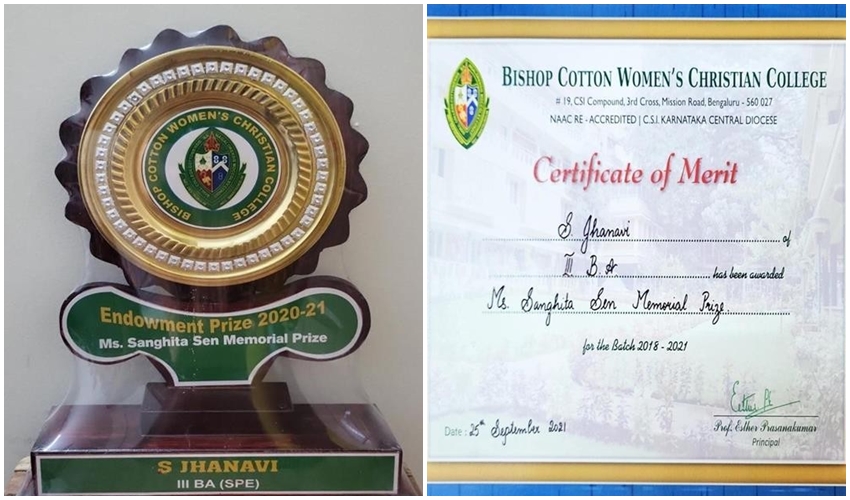 BISHOP COTTON WOMEN'S CHRISTIAN COLLEGE
Endowment Prize 2020-21
Ms. Sanghita Sen Memorial Prize
S JHANAVI
III BA (SPE)
BISHOP COTTON WOMEN'S CHRISTIAN COLLEGE
# 19, CSI Compound, 3rd Cross, Mission Road, Bengaluru - 560 027
NAAC RE - ACCREDITED | C.S.I. KARNATAKA CENTRAL DIOCESE
Certificate of Merit
S. Jhanavi of
III B.A has been awarded
Ms. Sanghita Sen Memorial Prize.
for the Batch 2018 - 2021
Date : 25th September 2021
Prof. Esther Prasanakumar
Principal